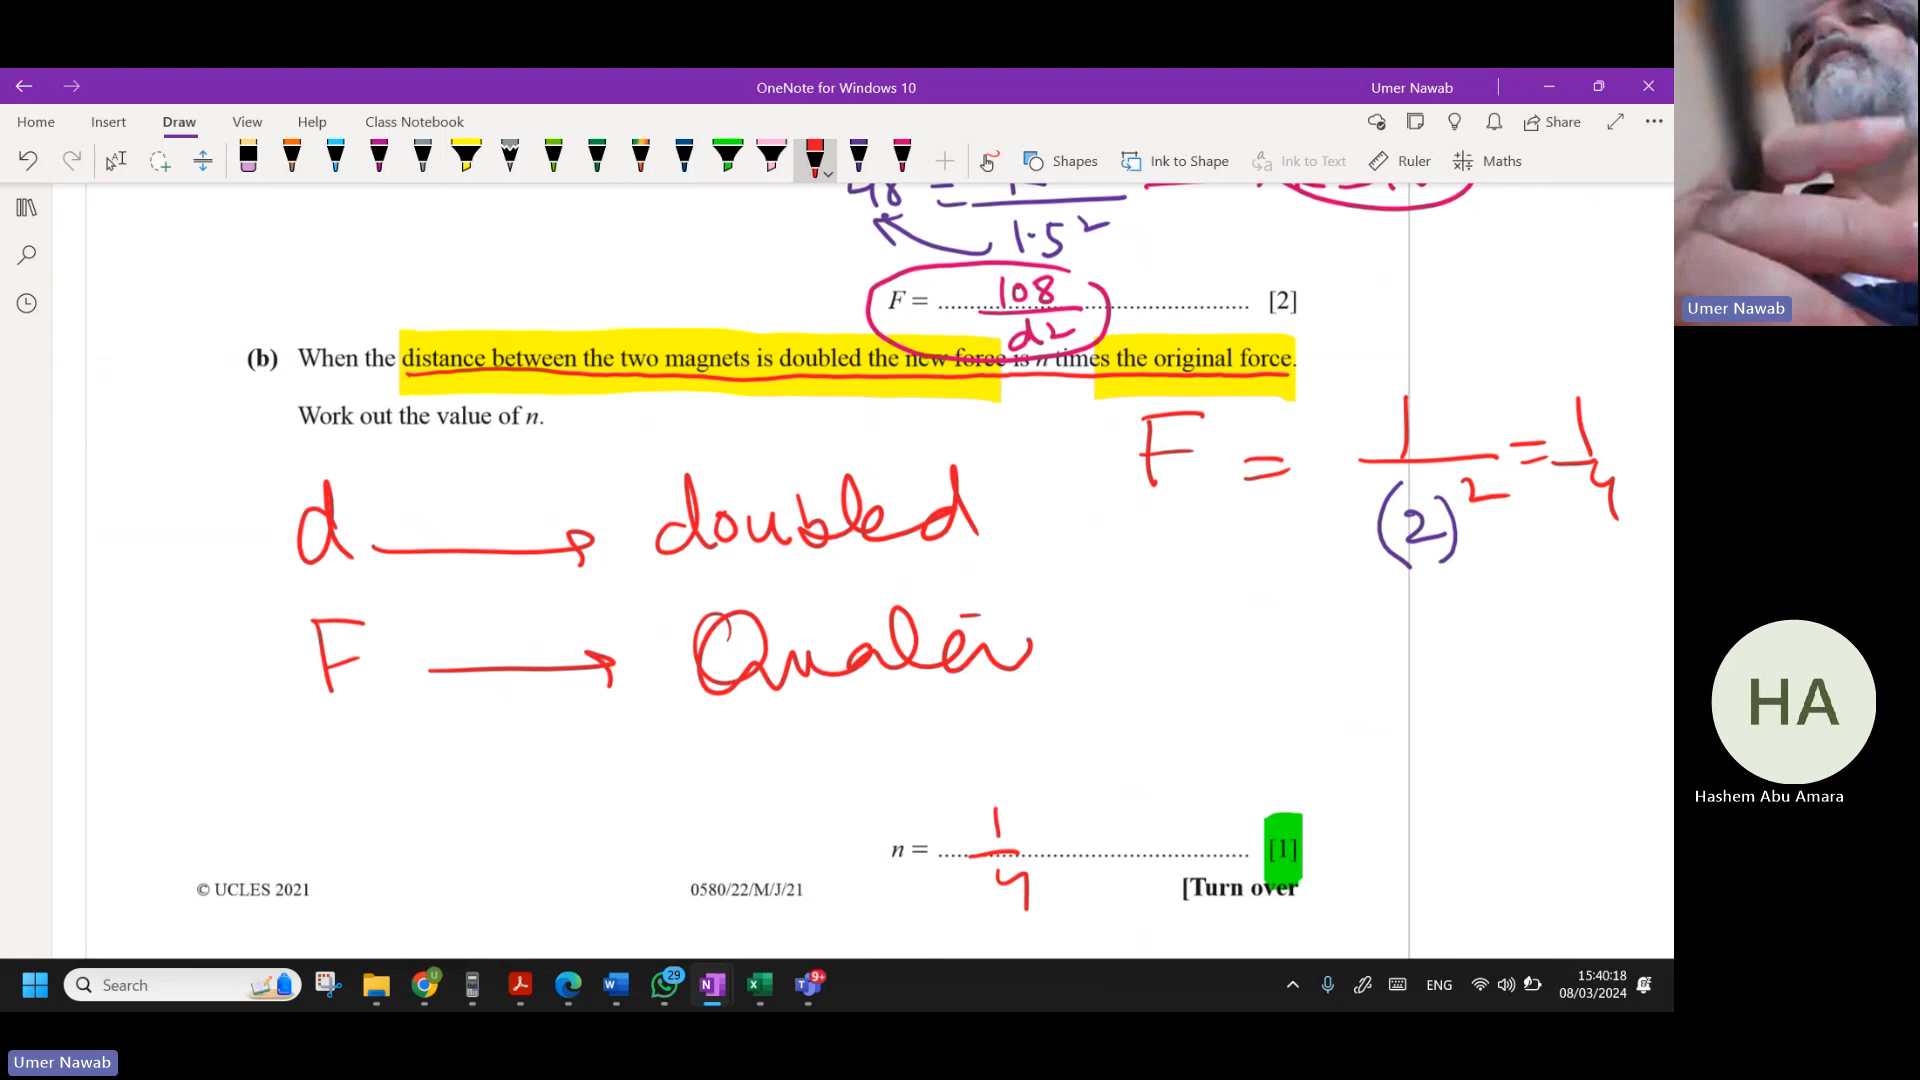 OneNote for Windows 10
Umer Nawab
Home Insert Draw View Help Class Notebook
Share
Shapes Ink to Shape Ink to Text Ruler Maths
48 =
1.5²
F = 108/d² [2]
(b) When the distance between the two magnets is doubled the new force is n times the original force.
Work out the value of n.
F = 1/(2)² = 1/4
d → doubled
F →
n = 1/4 [1]
© UCLES 2021 0580/22/M/J/21 [Turn over
Search
29
9+
ENG
15:40:18
08/03/2024
Umer Nawab
HA
Hashem Abu Amara
Umer Nawab